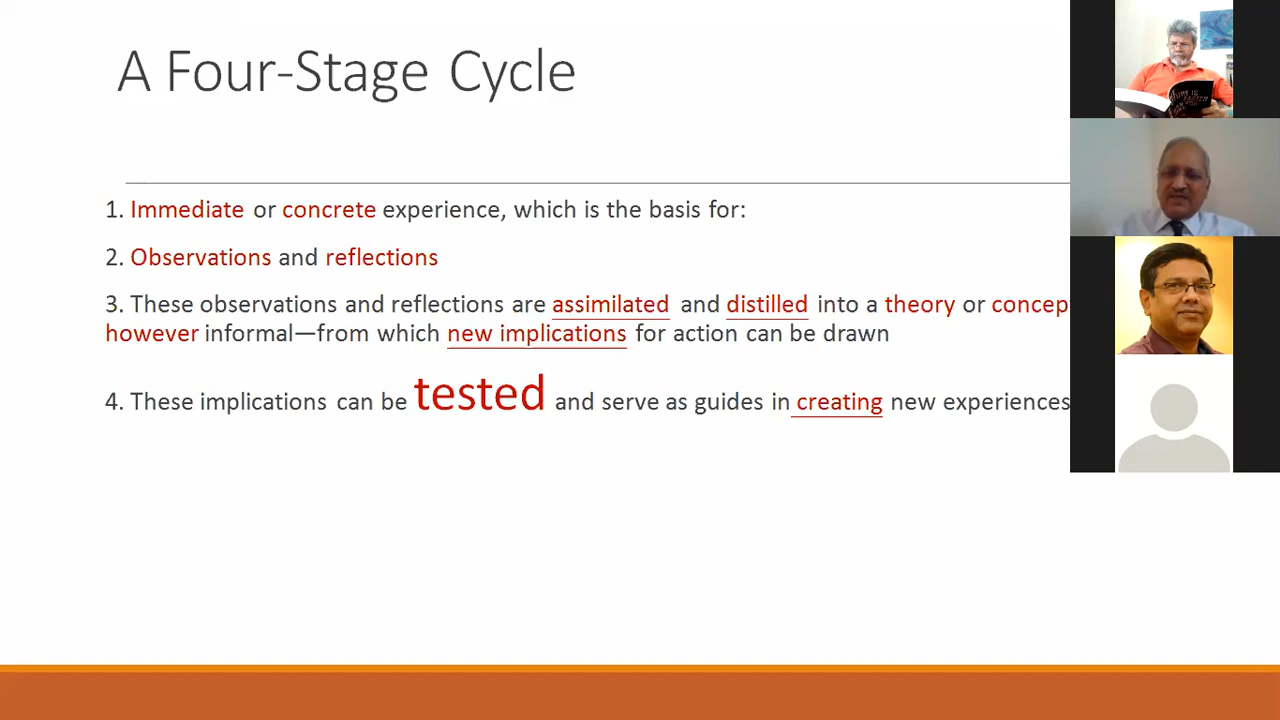 A Four-Stage Cycle
1. Immediate or concrete experience, which is the basis for:
2. Observations and reflections
3. These observations and reflections are assimilated and distilled into a theory or concep
however informal—from which new implications for action can be drawn
4. These implications can be tested and serve as guides in creating new experiences